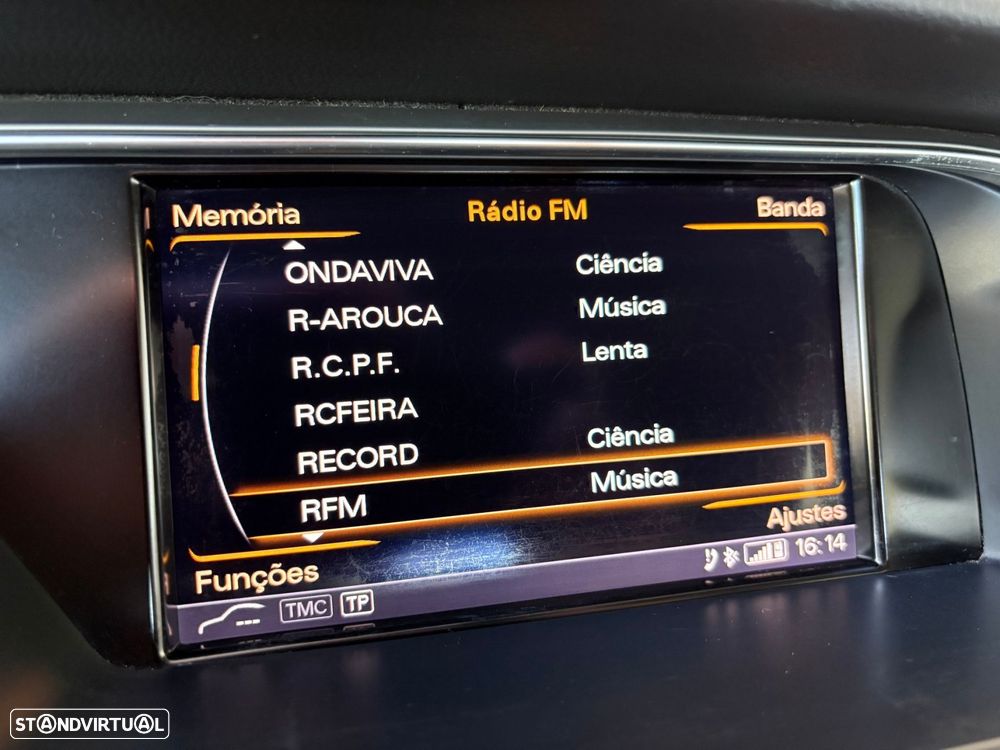 Memória Rádio FM Banda
ONDAVIVA Ciência
R-AROUCA Música
R.C.P.F. Lenta
RCFEIRA
RECORD Ciência
RFM Música
Ajustes
Funções
TMC TP 16:14
STANDVIRTUAL